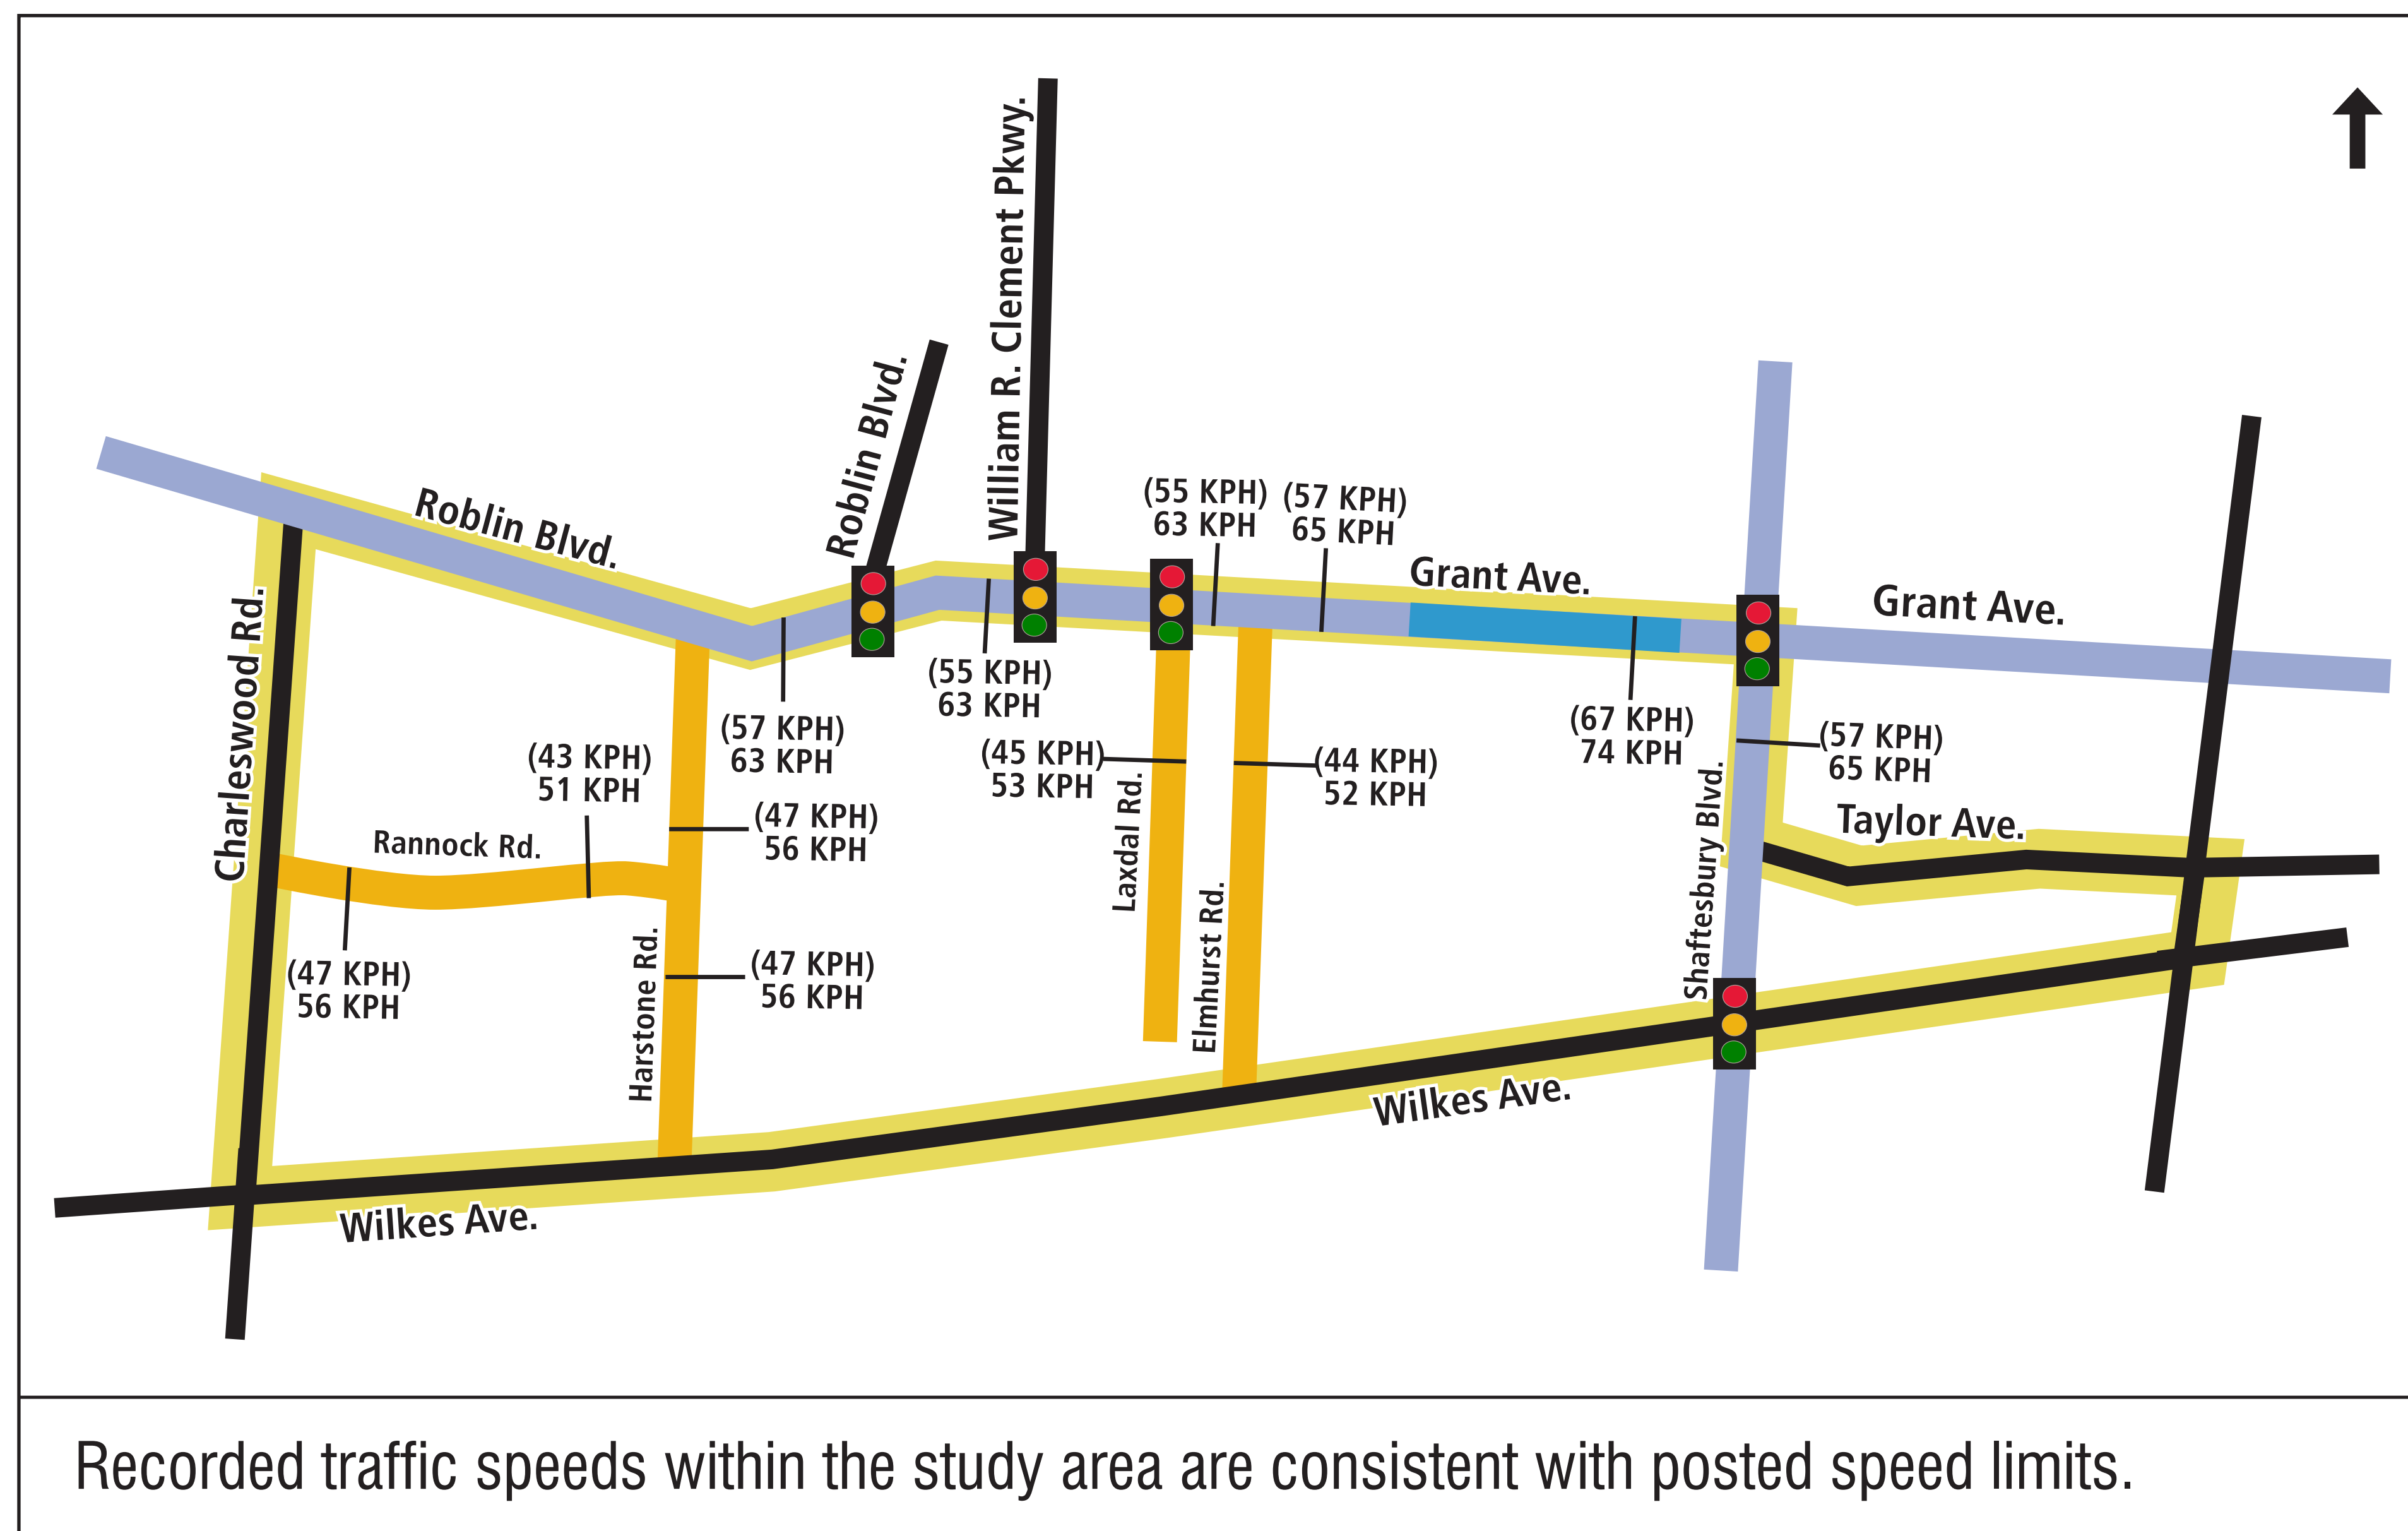 William R. Clement Pkwy.
Roblin Blvd.
Roblin Blvd.
(55 KPH)
63 KPH
(57 KPH)
65 KPH
Grant Ave.
Grant Ave.
Charleswood Rd.
(55 KPH)
63 KPH
(57 KPH)
63 KPH
(67 KPH)
74 KPH
(57 KPH)
65 KPH
(43 KPH)
51 KPH
(45 KPH)
53 KPH
(44 KPH)
52 KPH
(47 KPH)
56 KPH
Rannock Rd.
Laxdal Rd.
Shaftesbury Blvd.
Taylor Ave.
(47 KPH)
56 KPH
Harstone Rd.
(47 KPH)
56 KPH
Elmhurst Rd.
Wilkes Ave.
Wilkes Ave.
Recorded traffic speeds within the study area are consistent with posted speed limits.